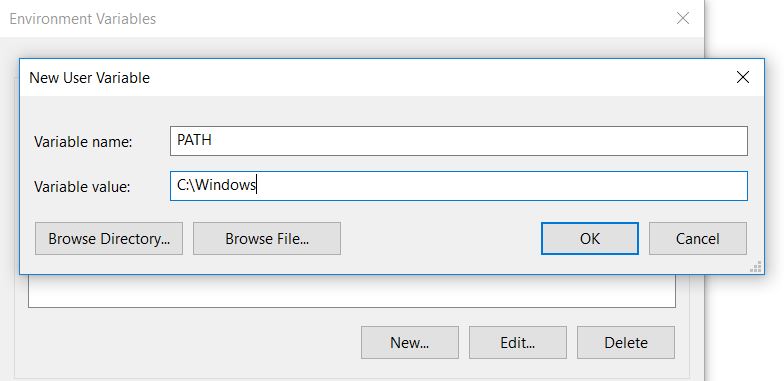 Environment Variables
New User Variable
Variable name: PATH
Variable value: C:\Windows
Browse Directory... Browse File... OK Cancel
New... Edit... Delete